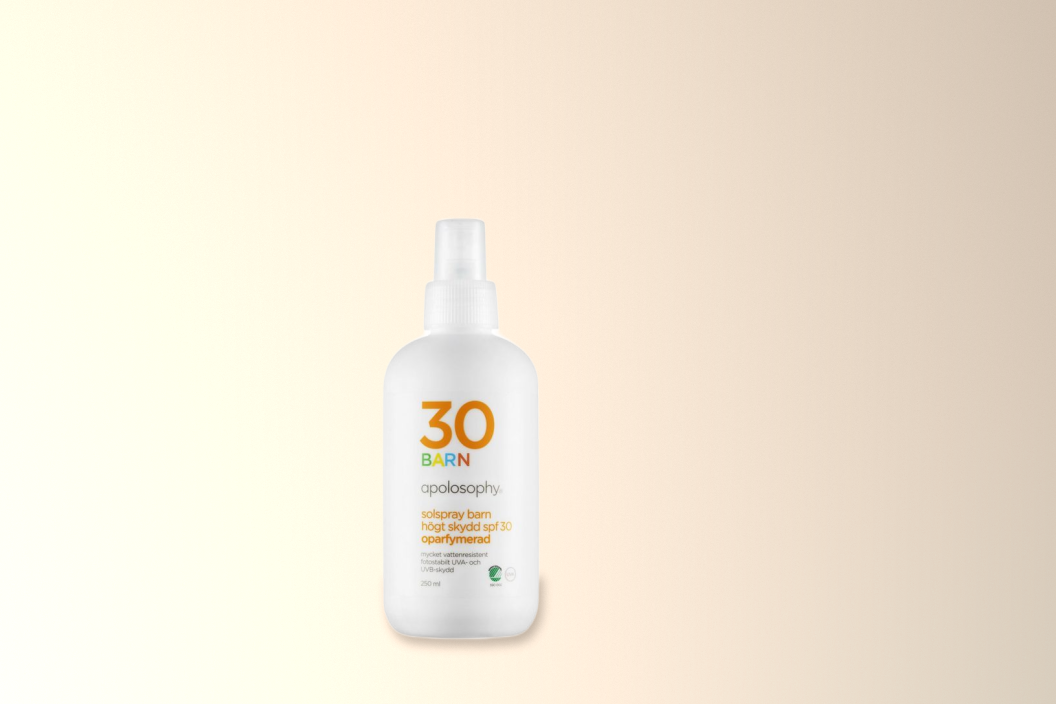 30
BARN
apolosophy
solspray barn
högt skydd spf 30
oparfymerad
mycket vattenresistent
fotostabilt UVA- och
UVB-skydd
250 ml